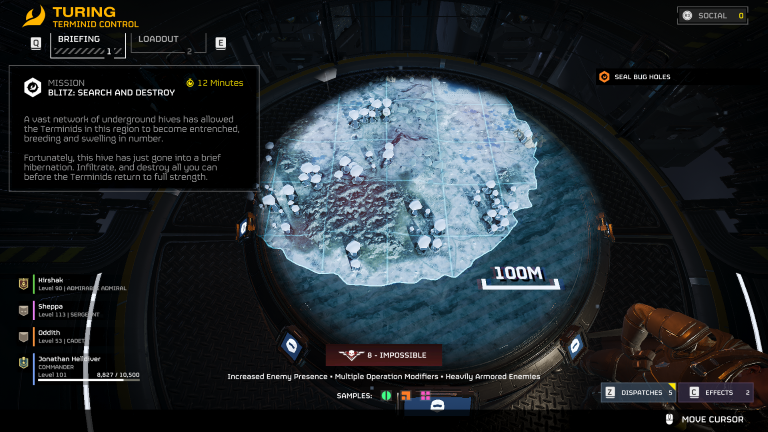 TURING
TERMINID CONTROL
SOCIAL 0
Q
BRIEFING
1
LOADOUT
2
E
MISSION
12 Minutes
BLITZ: SEARCH AND DESTROY
A vast network of underground hives has allowed
the Terminids in this region to become entrenched,
breeding and swelling in number.
Fortunately, this hive has just gone into a brief
hibernation. Infiltrate, and destroy all you can
before the Terminids return to full strength.
SEAL BUG HOLES
100M
Kirshak
Level 90 | ADMIRABLE ADMIRAL
Sheppa
Level 113 | SERGEANT
Oddith
Level 53 | CADET
Jonathan Helldiver
COMMANDER
Level 101 8,827 / 10,500
8 - IMPOSSIBLE
Increased Enemy Presence • Multiple Operation Modifiers • Heavily Armored Enemies
SAMPLES:
Z DISPATCHES 5
C EFFECTS 2
MOVE CURSOR